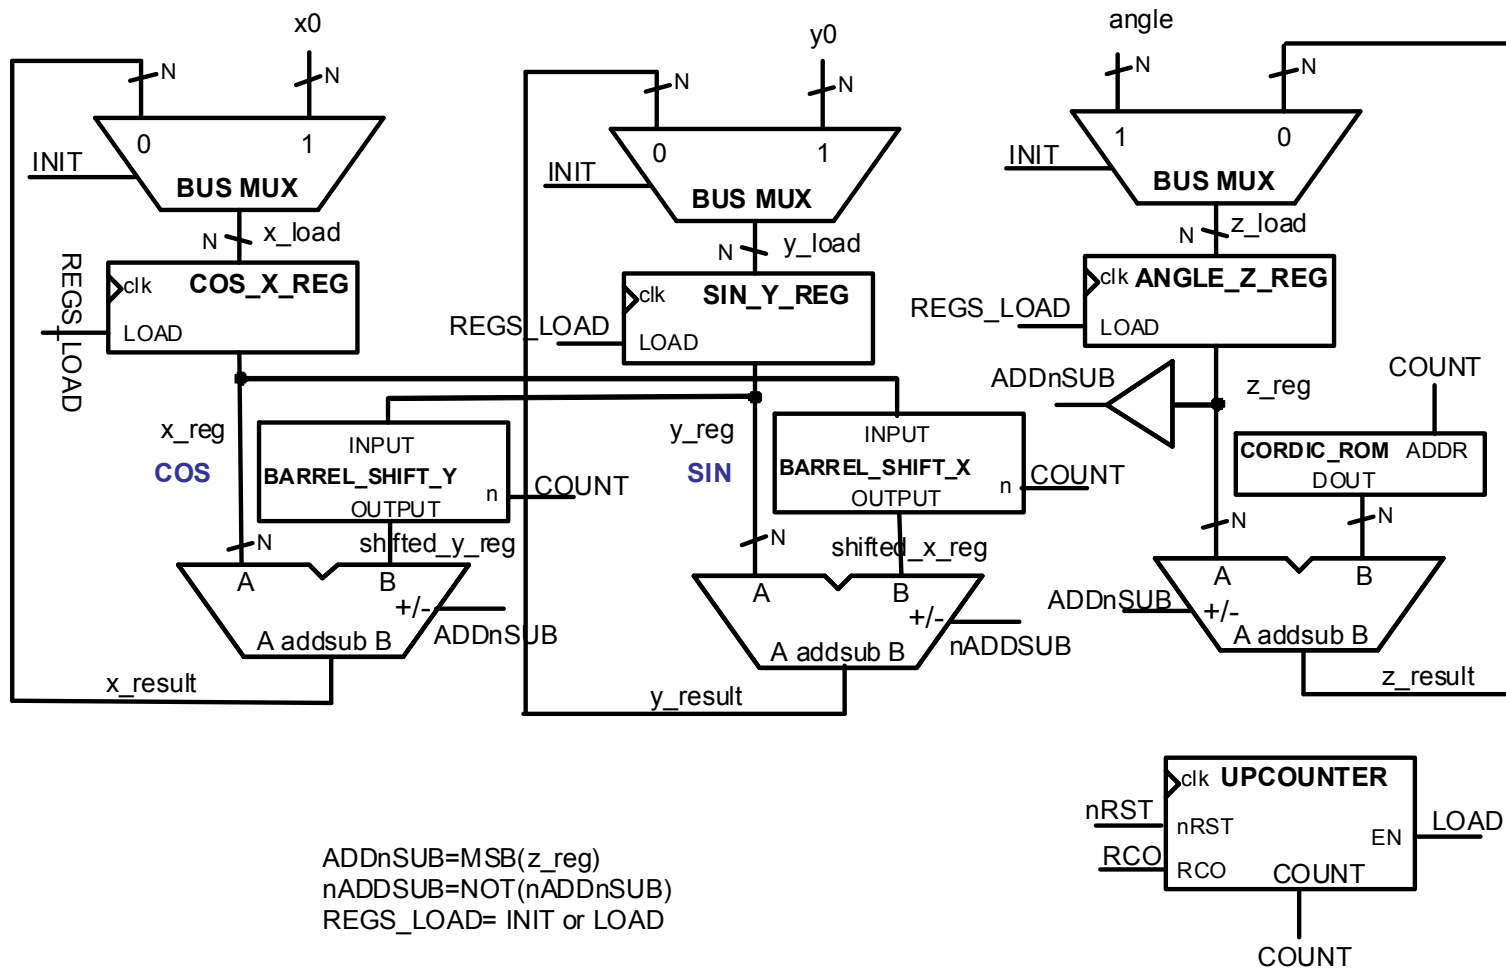 x0
y0
angle
N
N
N
N
N
N
0
1
INIT
BUS MUX
0
1
INIT
BUS MUX
1
0
INIT
BUS MUX
N
x_load
N
y_load
N
z_load
REGS_LOAD
clk
COS_X_REG
LOAD
REGS_LOAD
clk
SIN_Y_REG
LOAD
REGS_LOAD
clk
ANGLE_Z_REG
LOAD
ADDnSUB
z_reg
COUNT
x_reg
COS
INPUT
BARREL_SHIFT_Y
n
OUTPUT
COUNT
y_reg
SIN
INPUT
BARREL_SHIFT_X
n
OUTPUT
COUNT
CORDIC_ROM
ADDR
DOUT
N
shifted_y_reg
N
shifted_x_reg
N
N
A
B
+/-
A addsub B
ADDnSUB
A
B
+/-
A addsub B
nADDSUB
A
B
ADDnSUB
+/-
A addsub B
x_result
y_result
z_result
clk
UPCOUNTER
nRST
nRST
EN
LOAD
RCO
RCO
COUNT
COUNT
ADDnSUB=MSB(z_reg)
nADDSUB=NOT(nADDnSUB)
REGS_LOAD= INIT or LOAD